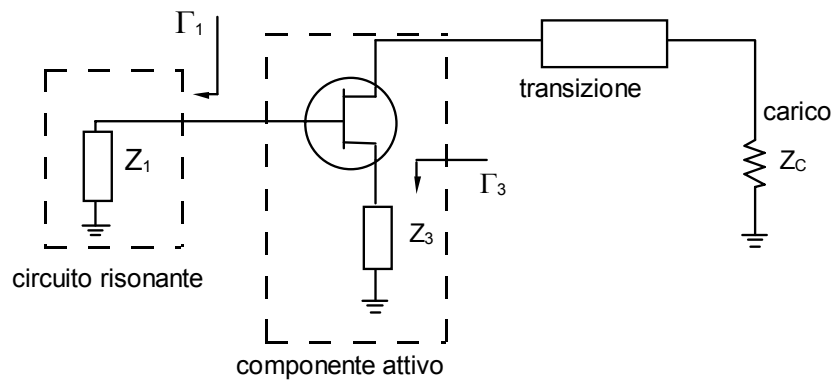 Γ1
transizione
carico
Z1
ZC
Γ3
Z3
circuito risonante
componente attivo